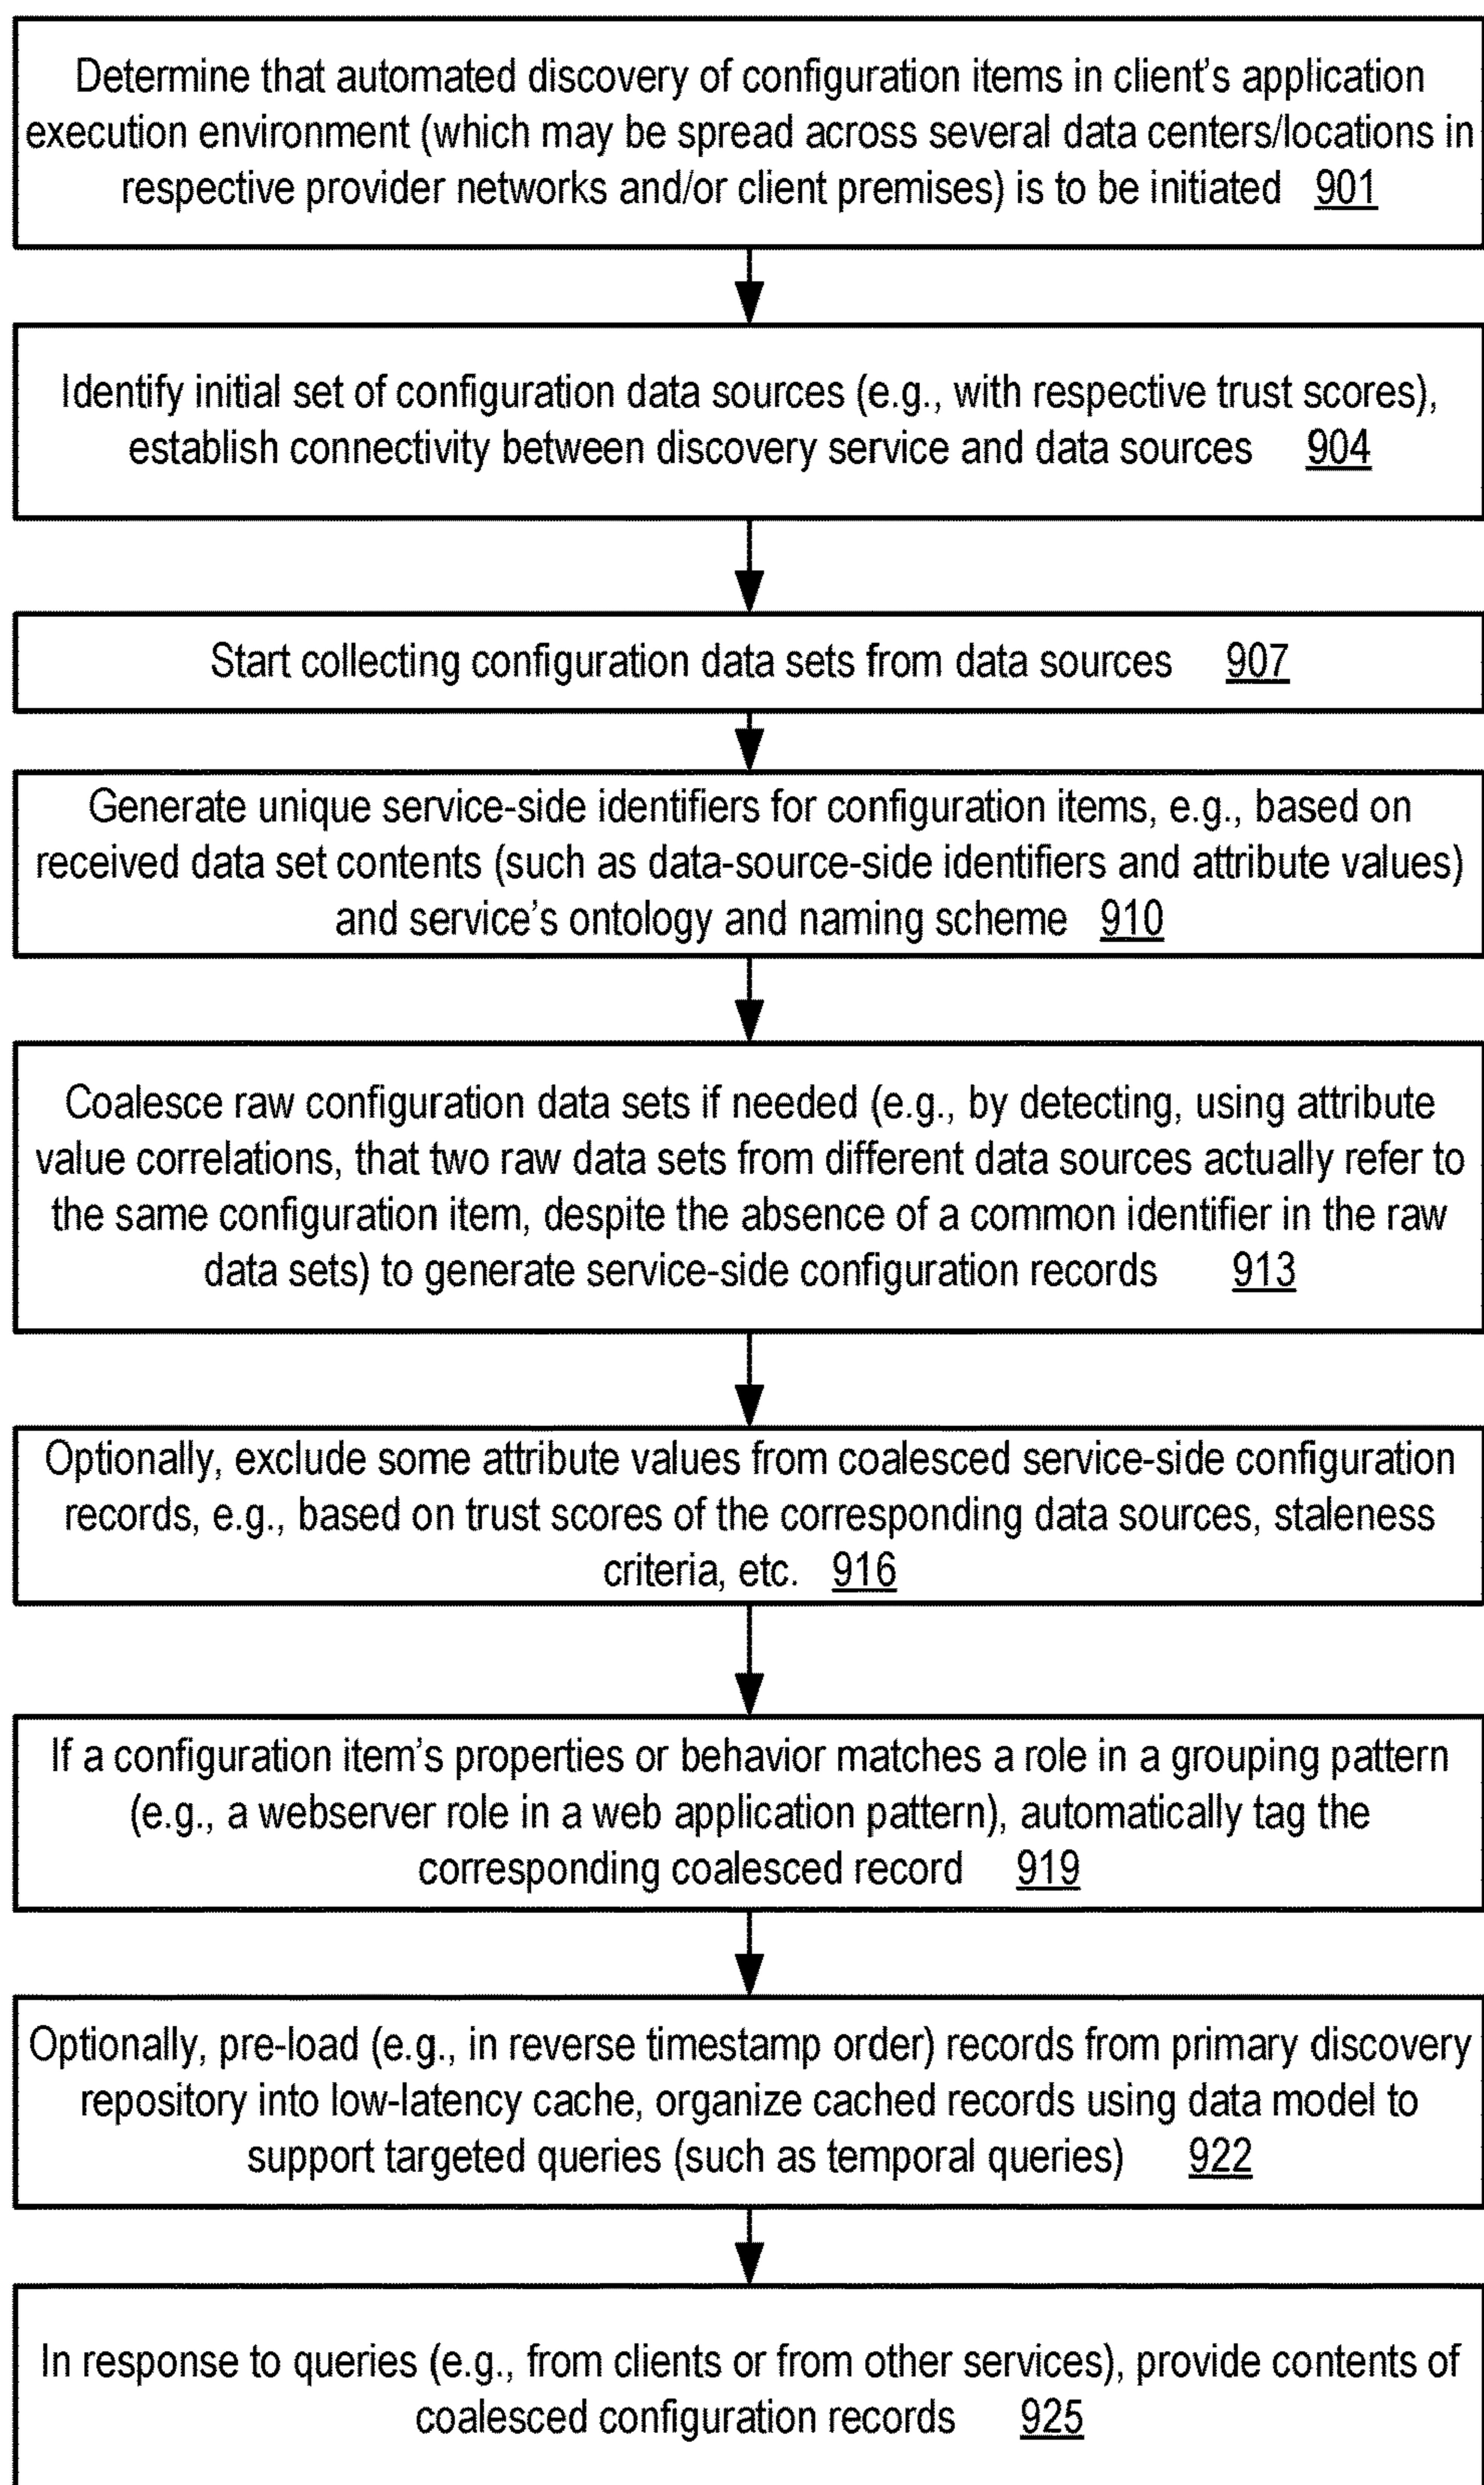 Determine that automated discovery of configuration items in client's application
execution environment (which may be spread across several data centers/locations in
respective provider networks and/or client premises) is to be initiated 901
Identify initial set of configuration data sources (e.g., with respective trust scores),
establish connectivity between discovery service and data sources 904
Start collecting configuration data sets from data sources 907
Generate unique service-side identifiers for configuration items, e.g., based on
received data set contents (such as data-source-side identifiers and attribute values)
and service's ontology and naming scheme 910
Coalesce raw configuration data sets if needed (e.g., by detecting, using attribute
value correlations, that two raw data sets from different data sources actually refer to
the same configuration item, despite the absence of a common identifier in the raw
data sets) to generate service-side configuration records 913
Optionally, exclude some attribute values from coalesced service-side configuration
records, e.g., based on trust scores of the corresponding data sources, staleness
criteria, etc. 916
If a configuration item's properties or behavior matches a role in a grouping pattern
(e.g., a webserver role in a web application pattern), automatically tag the
corresponding coalesced record 919
Optionally, pre-load (e.g., in reverse timestamp order) records from primary discovery
repository into low-latency cache, organize cached records using data model to
support targeted queries (such as temporal queries) 922
In response to queries (e.g., from clients or from other services), provide contents of
coalesced configuration records 925